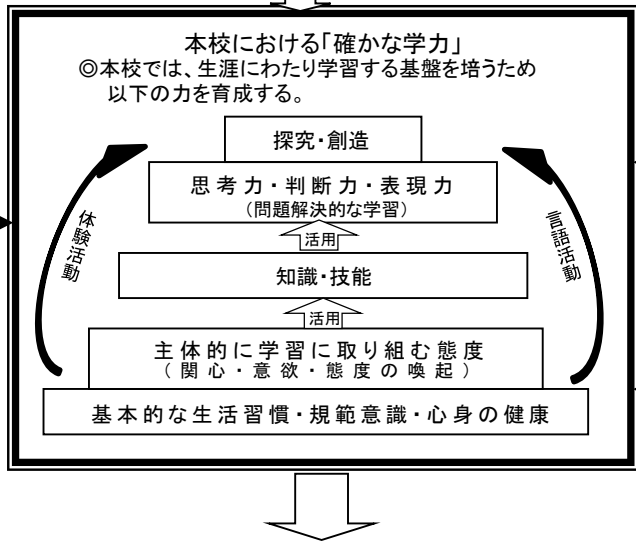 本校における「確かな学力」
◎本校では、生涯にわたり学習する基盤を培うため
以下の力を育成する。
探究・創造
思考力・判断力・表現力
（問題解決的な学習）
活用
体験活動
言語活動
知識・技能
活用
主体的に学習に取り組む態度
（関心・意欲・態度の喚起）
基本的な生活習慣・規範意識・心身の健康